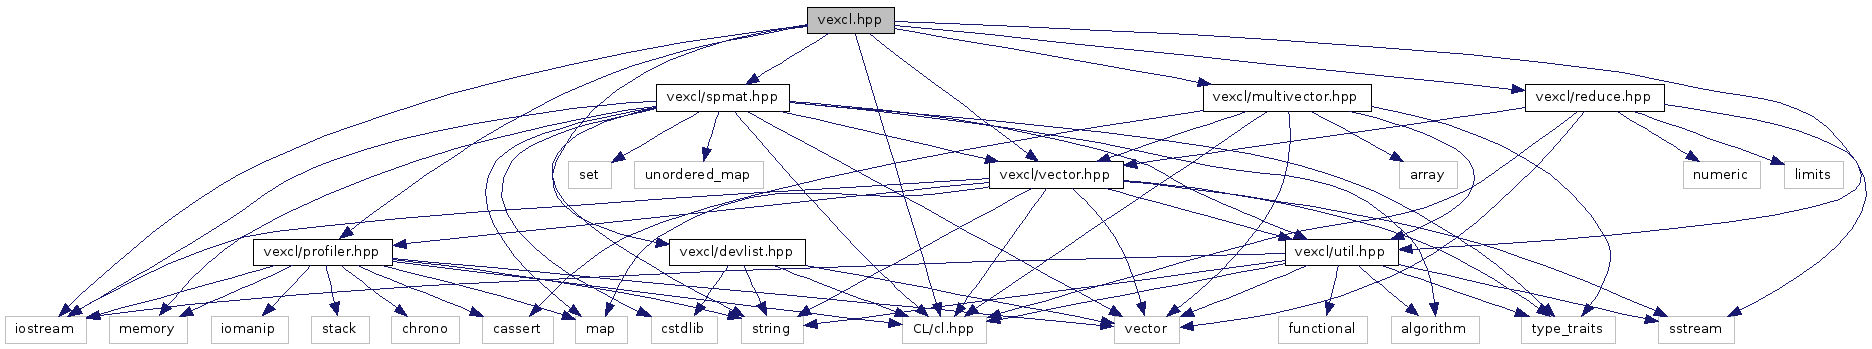 vexcl.hpp
vexcl/spmat.hpp
vexcl/multivector.hpp
vexcl/reduce.hpp
set
unordered_map
vexcl/vector.hpp
array
numeric
limits
vexcl/profiler.hpp
vexcl/devlist.hpp
vexcl/util.hpp
iostream
memory
iomanip
stack
chrono
cassert
map
cstdlib
string
CL/cl.hpp
vector
functional
algorithm
type_traits
sstream